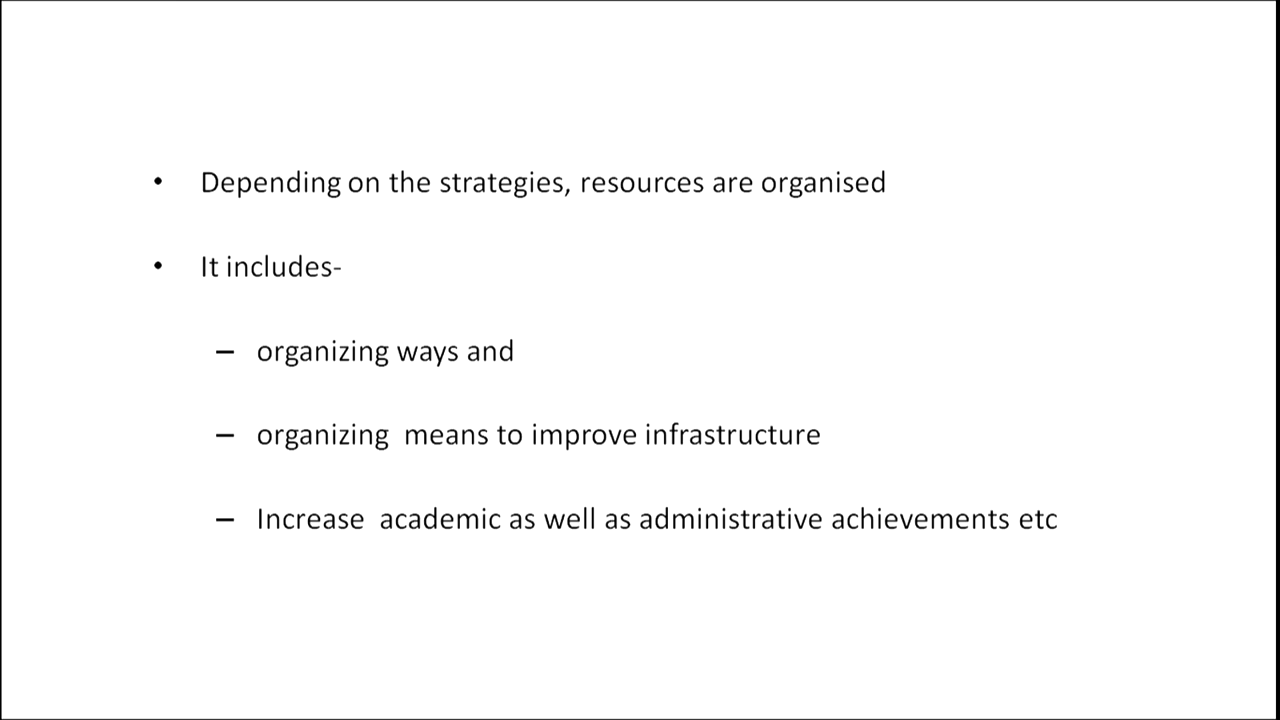 • Depending on the strategies, resources are organised
• It includes-
– organizing ways and
– organizing  means to improve infrastructure
– Increase  academic as well as administrative achievements etc